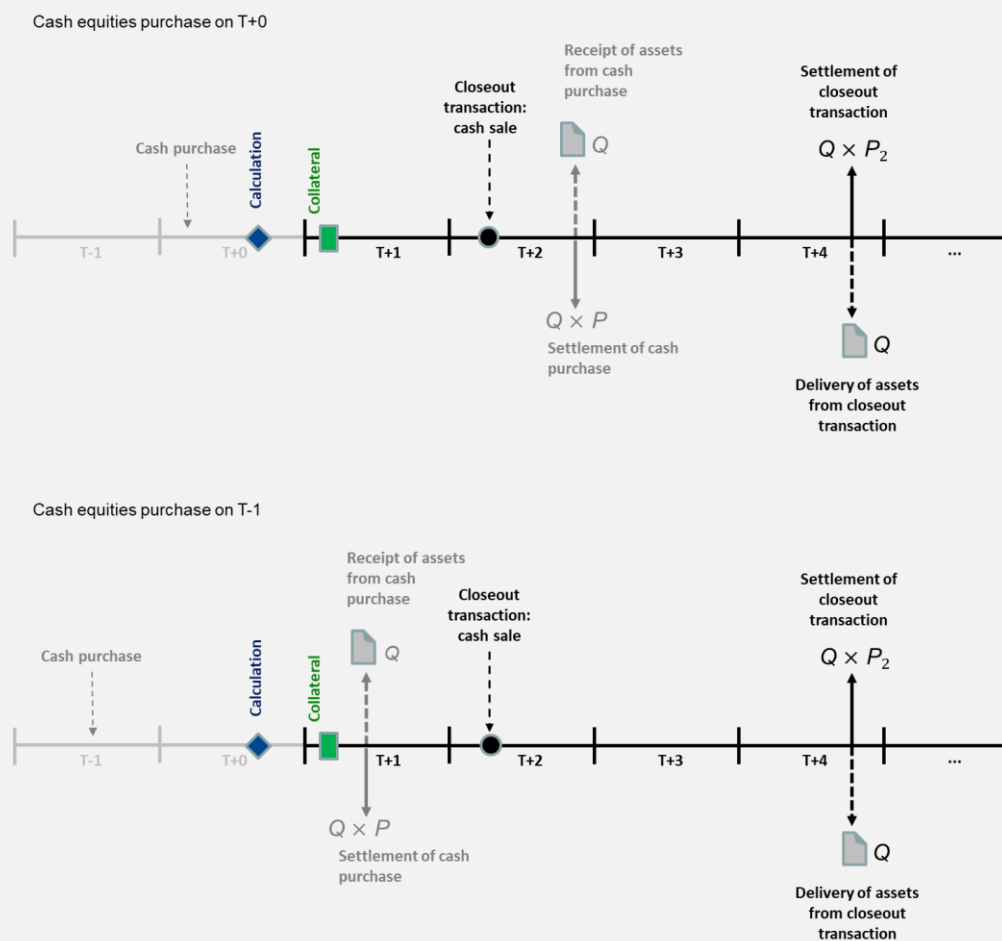 Cash equities purchase on T+0
Receipt of assets
from cash
purchase
Settlement of
closeout
transaction
Closeout
transaction:
cash sale
Cash purchase
Calculation
Collateral
Q
Q × P₂
T-1
T+0
T+1
T+2
T+3
T+4
...
Q × P
Settlement of cash
purchase
Q
Delivery of assets
from closeout
transaction
Cash equities purchase on T-1
Receipt of assets
from cash
purchase
Settlement of
closeout
transaction
Closeout
transaction:
cash sale
Cash purchase
Calculation
Collateral
Q
Q × P₂
T-1
T+0
T+1
T+2
T+3
T+4
...
Q × P
Settlement of cash
purchase
Q
Delivery of assets
from closeout
transaction